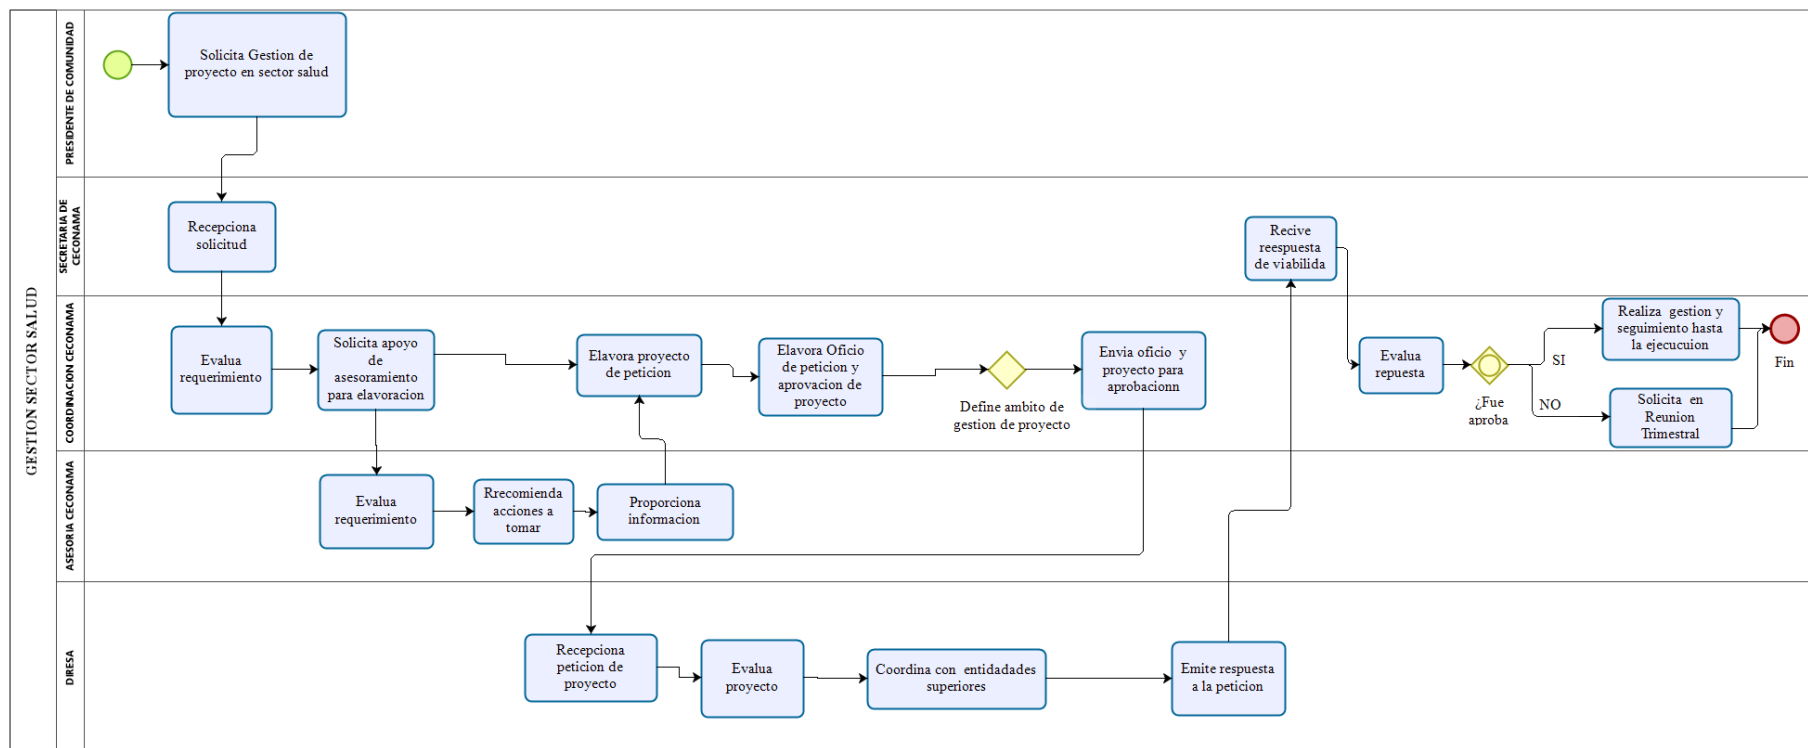 GESTION SECTOR SALUD
PRESIDENTE DE COMUNIDAD
Solicita Gestion de
proyecto en sector salud
SECRETARIA DE
CECONAMA
Recepciona
solicitud
Recive
reespuesta
de viabilida
COORDINACION CECONAMA
Evalua
requerimiento
Solicita apoyo
de
asesoramiento
para elavoracion
Elavora proyecto
de peticion
Elavora Oficio
de peticion y
aprovacion de
proyecto
Define ambito de
gestion de proyecto
Envia oficio y
proyecto para
aprobacionn
Evalua
repuesta
¿Fue
aproba
SI
NO
Realiza gestion y
seguimiento hasta
la ejecucuion
Solicita en
Reunion
Trimestral
Fin
ASESORIA CECONAMA
Evalua
requerimiento
Rrecomienda
acciones a
tomar
Proporciona
informacion
DIRESA
Recepciona
peticion de
proyecto
Evalua
proyecto
Coordina con entidadades
superiores
Emite respuesta
a la peticion